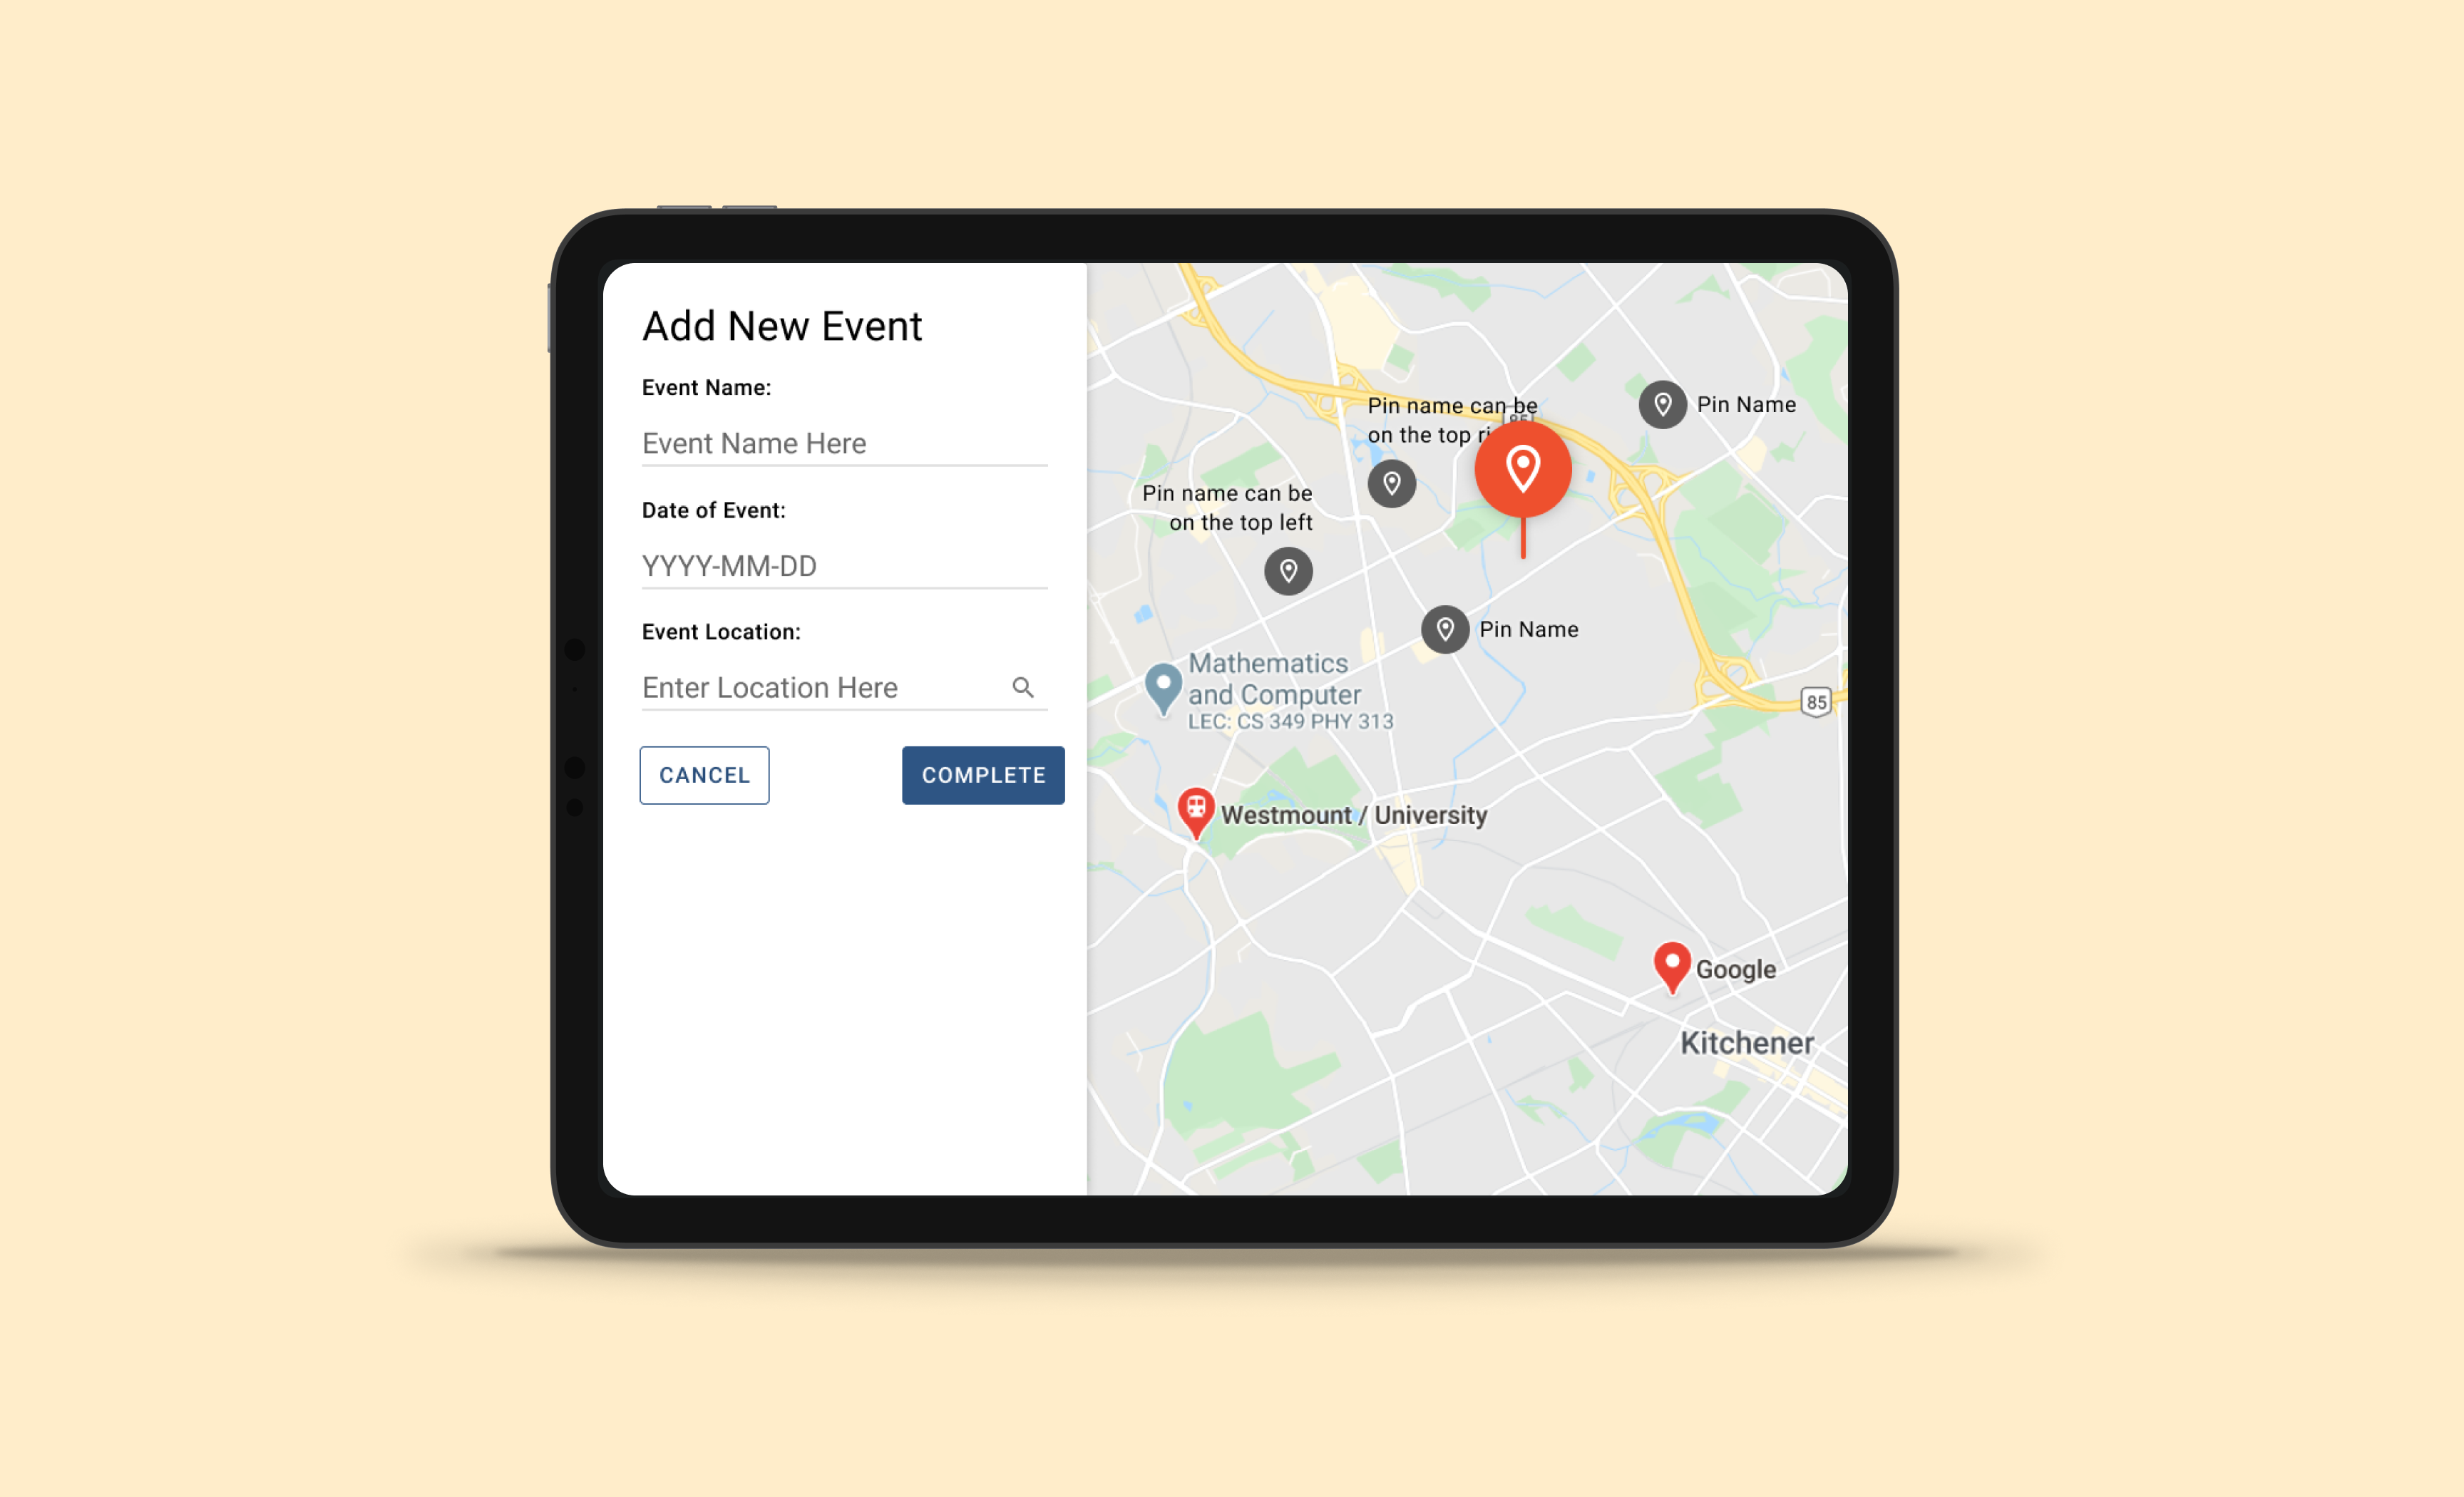 Add New Event
Event Name:
Event Name Here
Date of Event:
YYYY-MM-DD
Event Location:
Enter Location Here
CANCEL
COMPLETE
Pin Name
Pin name can be
on the top ri
85
Pin name can be
on the top left
Pin Name
Mathematics
and Computer
LEC: CS 349 PHY 313
85
Westmount / University
Google
Kitchener